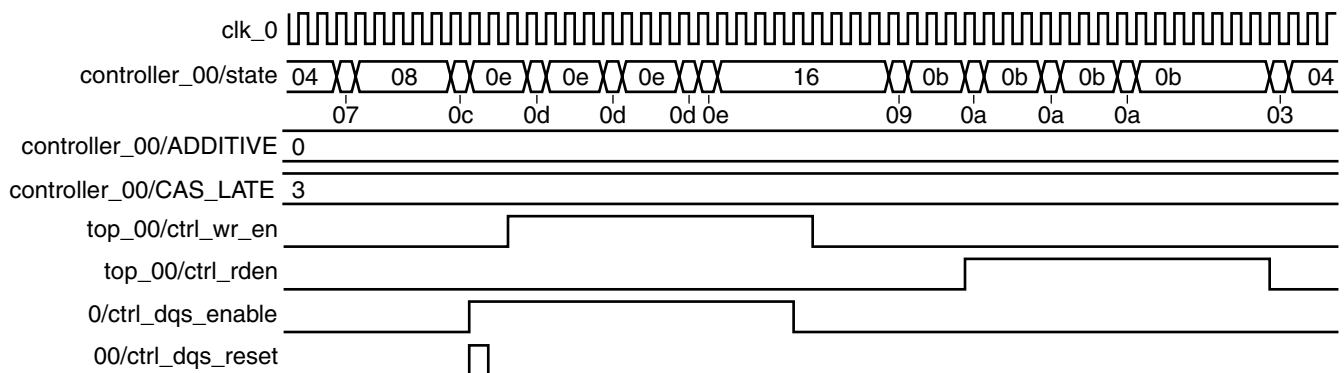 clk_0
controller_00/state 04 08 0e 0e 0e 16 0b 0b 0b 0b 04
07 0c 0d 0d 0d 0e 09 0a 0a 0a 03
controller_00/ADDITIVE 0
controller_00/CAS_LATE 3
top_00/ctrl_wr_en
top_00/ctrl_rden
0/ctrl_dqs_enable
00/ctrl_dqs_reset